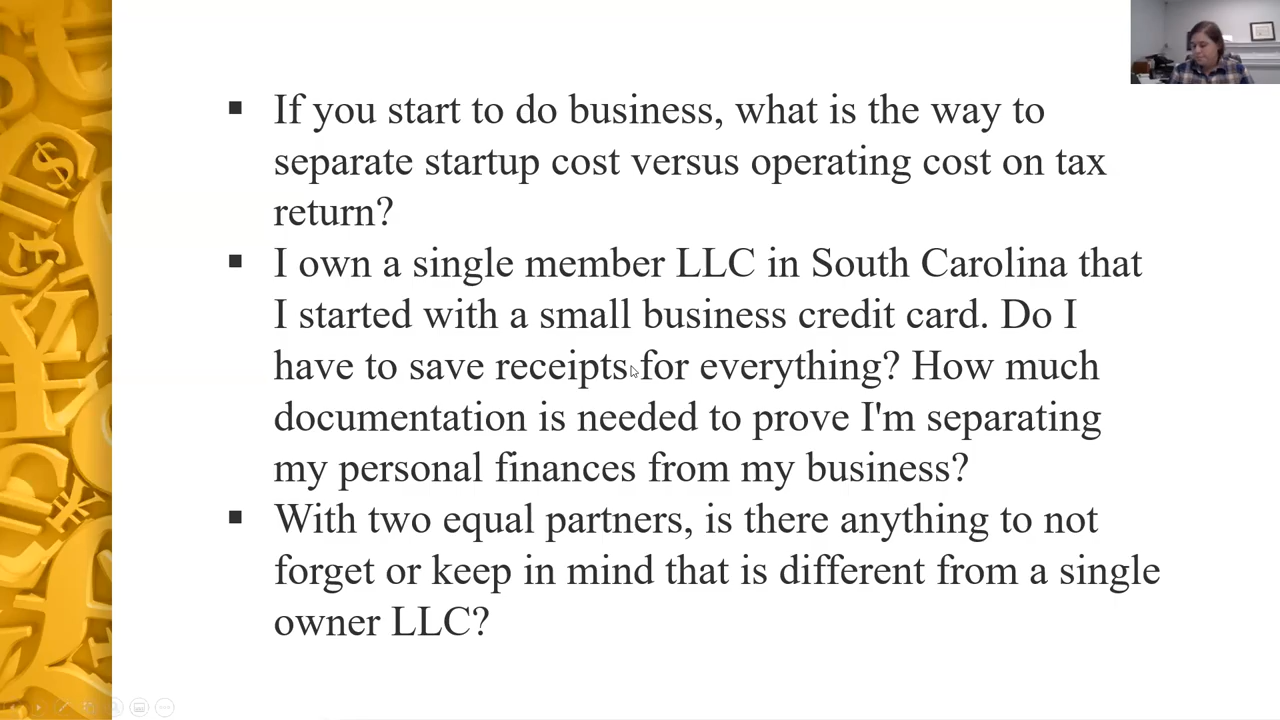 ▪ If you start to do business, what is the way to
separate startup cost versus operating cost on tax
return?
▪ I own a single member LLC in South Carolina that
I started with a small business credit card. Do I
have to save receipts for everything? How much
documentation is needed to prove I'm separating
my personal finances from my business?
▪ With two equal partners, is there anything to not
forget or keep in mind that is different from a single
owner LLC?